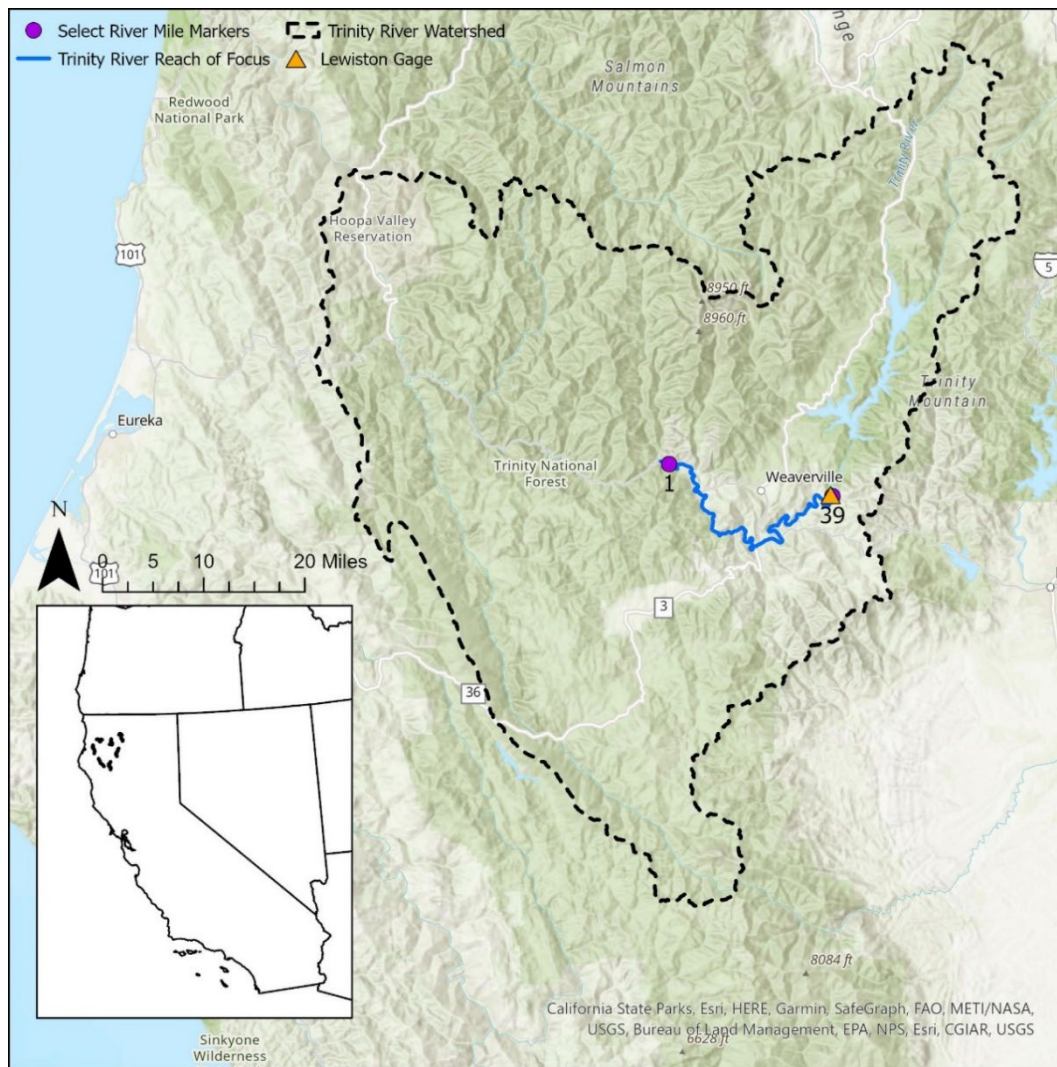 Select River Mile Markers
Trinity River Watershed
Trinity River Reach of Focus
Lewiston Gage
Salmon
Mountains
nge
Redwood
National Park
Trinity River
Hoopa Valley
Reservation
101
5
8950 ft
8960 ft
Trinity
Mountain
Eureka
Trinity National
Forest
Weaverville
1
39
N
101
0 5 10 20 Miles
3
36
8084 ft
California State Parks, Esri, HERE, Garmin, SafeGraph, FAO, METI/NASA,
USGS, Bureau of Land Management, EPA, NPS, Esri, CGIAR, USGS
6628 ft
Sinkyone
Wilderness